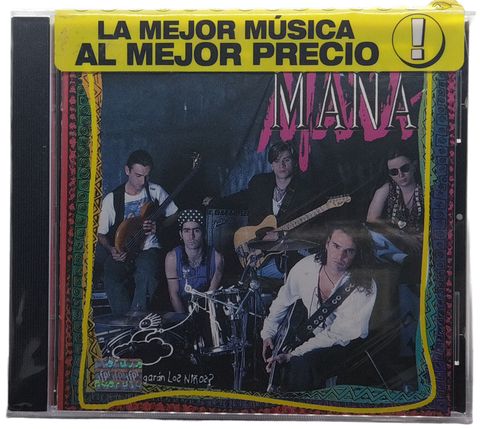 LA MEJOR MÚSICA
AL MEJOR PRECIO !
MANA
garán Los Niños?